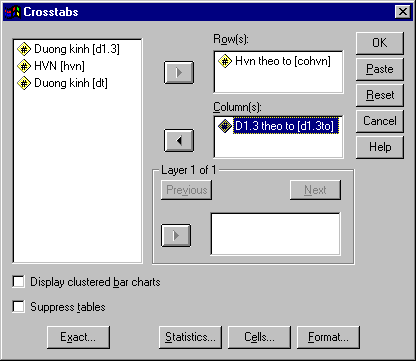 Crosstabs
Duong kinh [d1.3]
HVN [hvn]
Duong kinh [dt]
Row(s):
Hvn theo to [cohvn]
Column(s):
D1.3 theo to [d1.3to]
Layer 1 of 1
Previous
Next
OK
Paste
Reset
Cancel
Help
Display clustered bar charts
Suppress tables
Exact...
Statistics...
Cells...
Format...